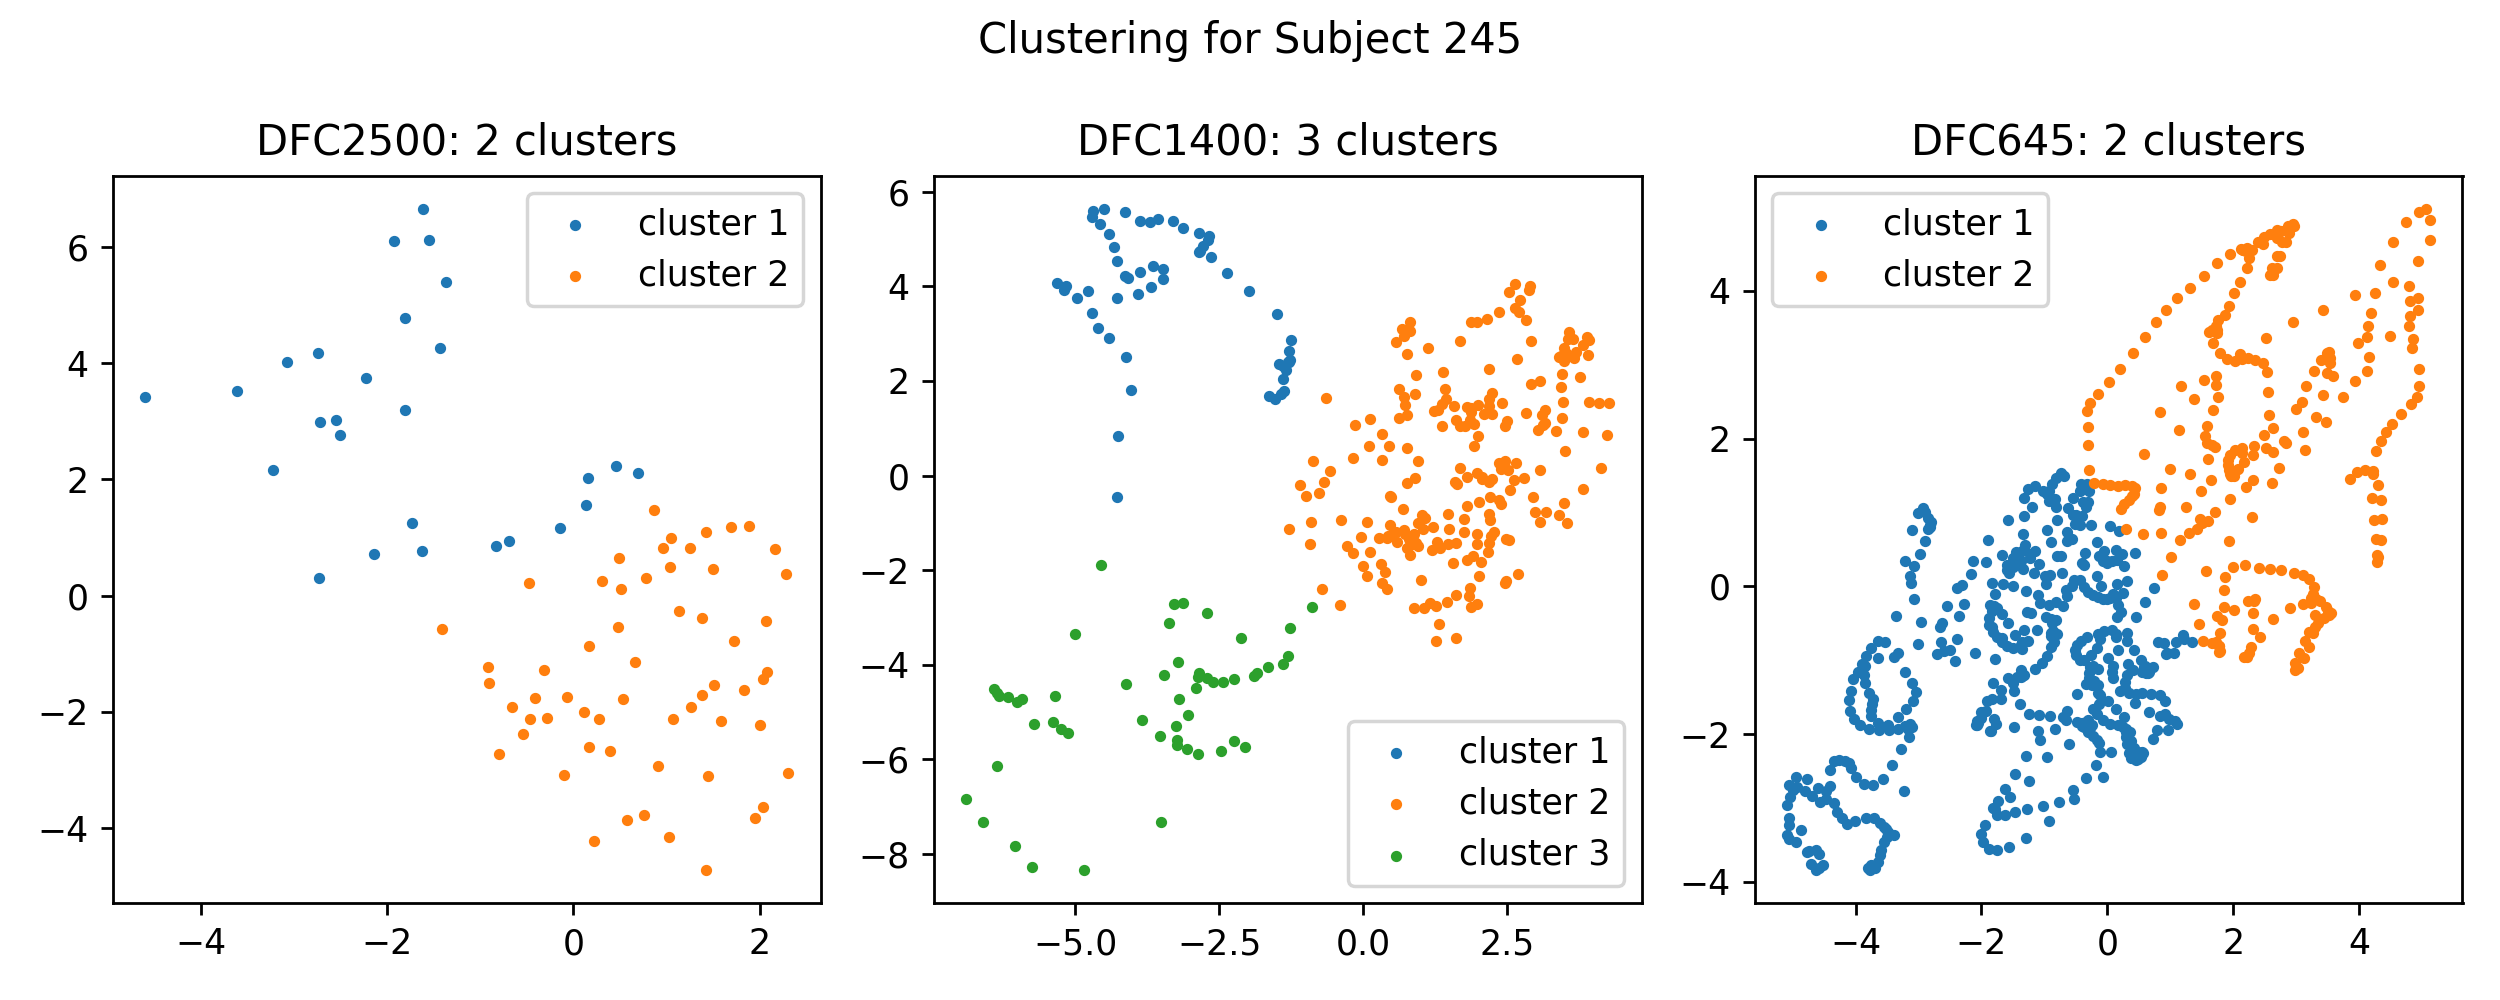 Clustering for Subject 245
DFC2500: 2 clusters
6
4
2
0
−2
−4
−4
−2
0
2
cluster 1
cluster 2
DFC1400: 3 clusters
6
4
2
0
−2
−4
−6
−8
−5.0
−2.5
0.0
2.5
cluster 1
cluster 2
cluster 3
DFC645: 2 clusters
4
2
0
−2
−4
−4
−2
0
2
4
cluster 1
cluster 2